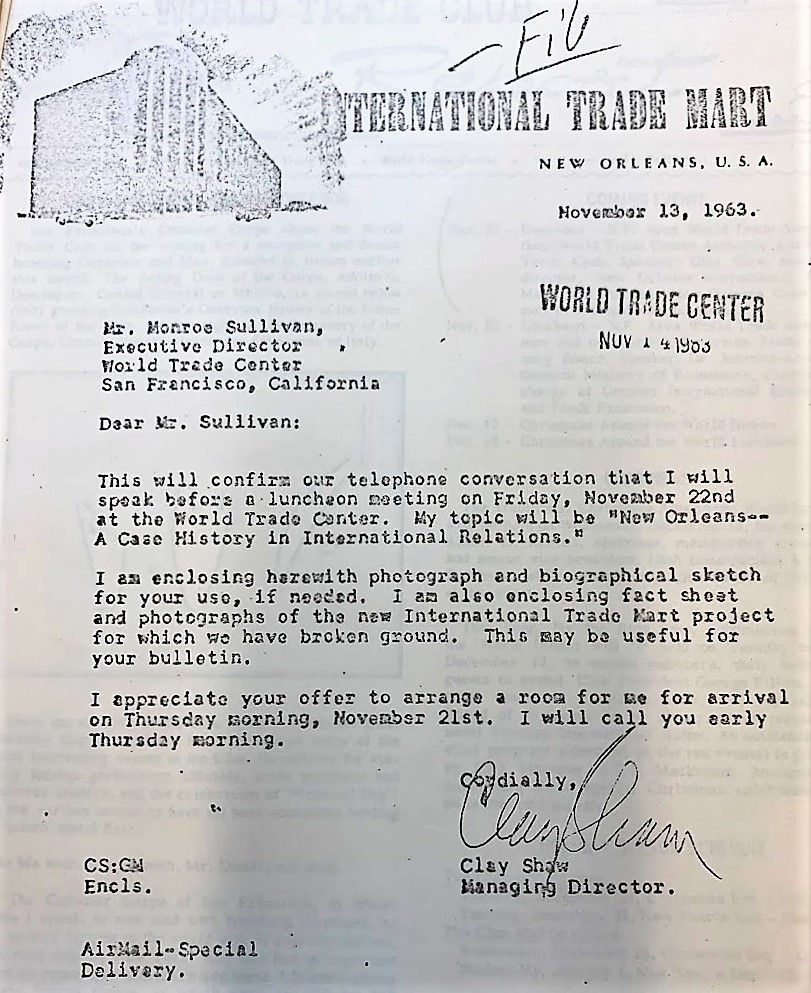 File
INTERNATIONAL TRADE MART
NEW ORLEANS, U. S. A.
November 13, 1963.
WORLD TRADE CENTER
NOV 14 1963
Mr. Monroe Sullivan,
Executive Director
World Trade Center
San Francisco, California
Dear Mr. Sullivan:
This will confirm our telephone conversation that I will
speak before a luncheon meeting on Friday, November 22nd
at the World Trade Center. My topic will be "New Orleans--
A Case History in International Relations."
I am enclosing herewith photograph and biographical sketch
for your use, if needed. I am also enclosing fact sheet
and photographs of the new International Trade Mart project
for which we have broken ground. This may be useful for
your bulletin.
I appreciate your offer to arrange a room for me for arrival
on Thursday morning, November 21st. I will call you early
Thursday morning.
Cordially,
Clay Shaw
CS:GM
Encls.
Clay Shaw
Managing Director.
AirMail-Special
Delivery.